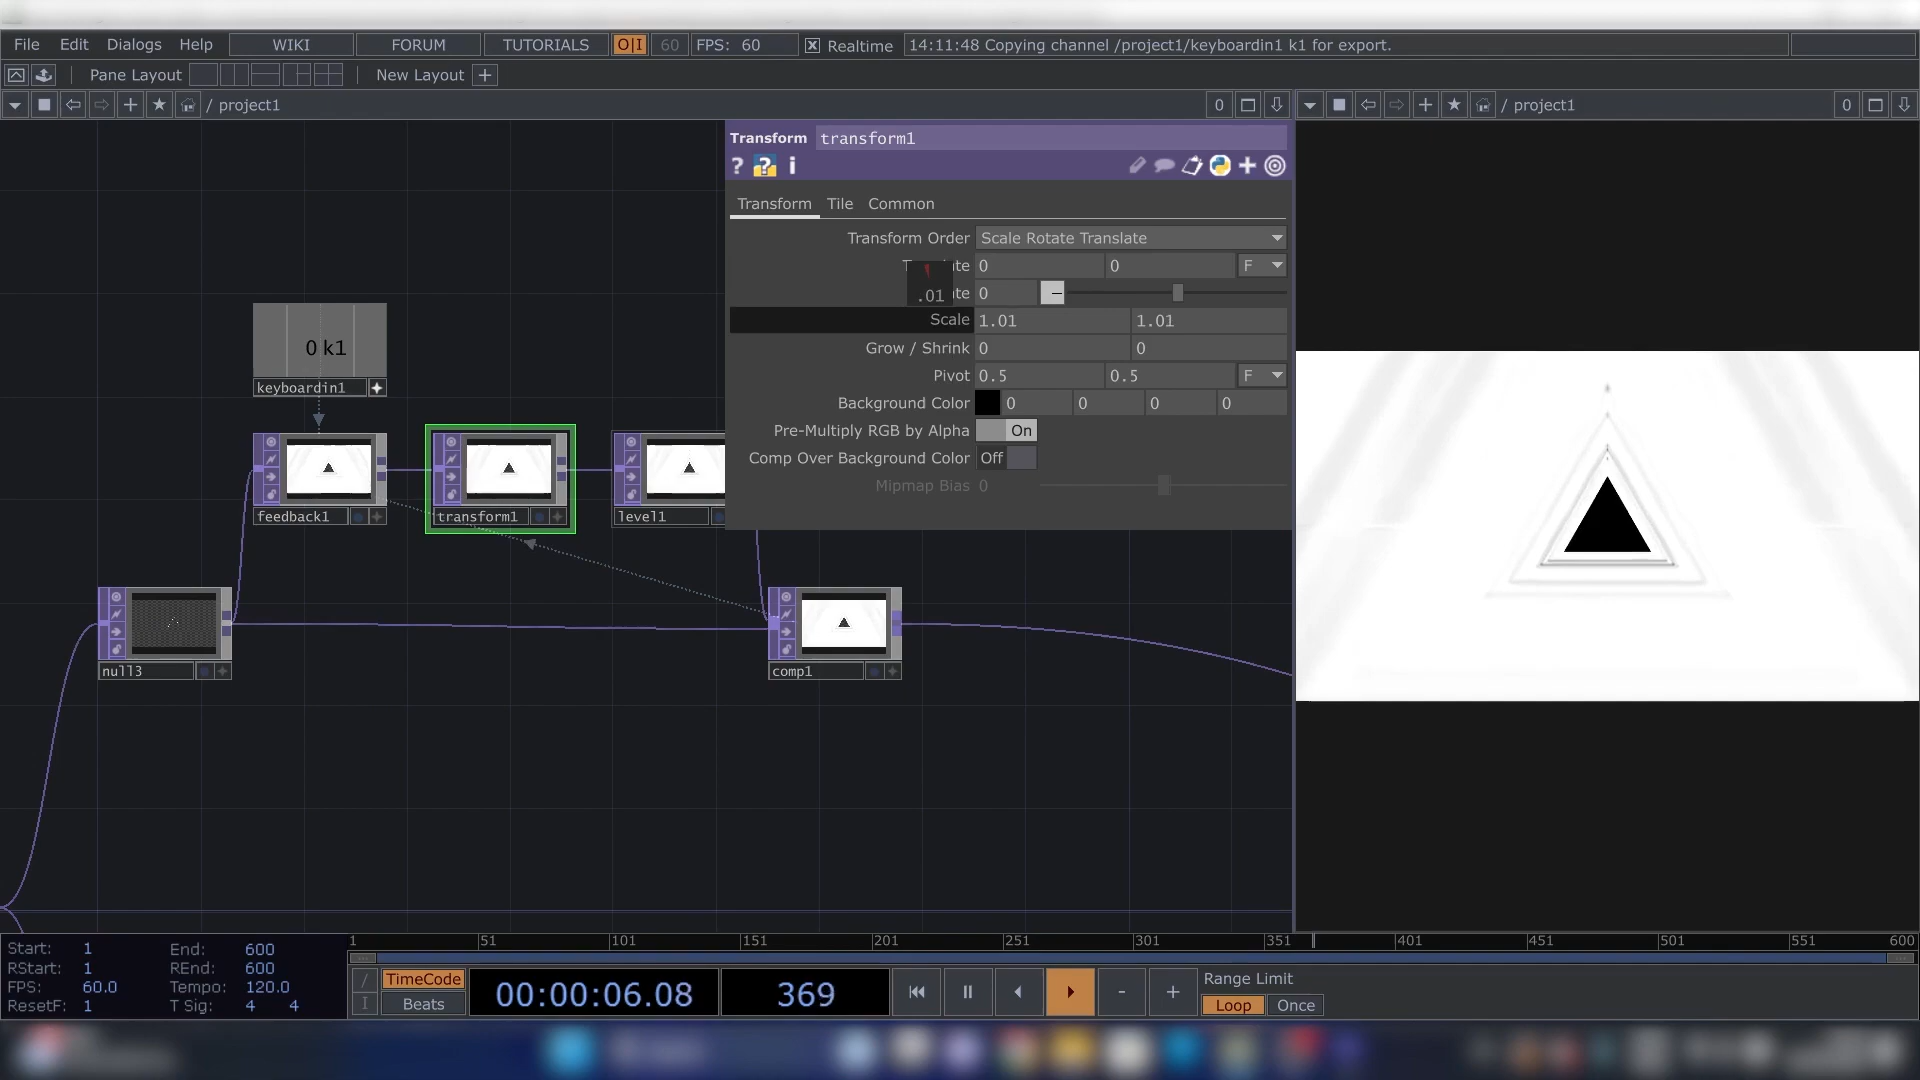 File Edit Dialogs Help WIKI FORUM TUTORIALS O|I 60 FPS: 60 Realtime 14:11:48 Copying channel /project1/keyboardin1 k1 for export.
Pane Layout New Layout +
/ project1 0 / project1 0
Transform transform1
? ? i
Transform Tile Common
Transform Order Scale Rotate Translate
0 0 F
.01 0
Scale 1.01 1.01
Grow / Shrink 0 0
Pivot 0.5 0.5 F
Background Color 0 0 0 0
Pre-Multiply RGB by Alpha On
Comp Over Background Color Off
Mipmap Bias 0
0 k1
keyboardin1
feedback1 transform1 level1
null3 comp1
1 51 101 151 201 251 301 351 401 451 501 551 600
Start: 1 End: 600
RStart: 1 REnd: 600
FPS: 60.0 Tempo: 120.0
ResetF: 1 T Sig: 4 4
TimeCode
Beats
00:00:06.08 369
Range Limit
Loop Once